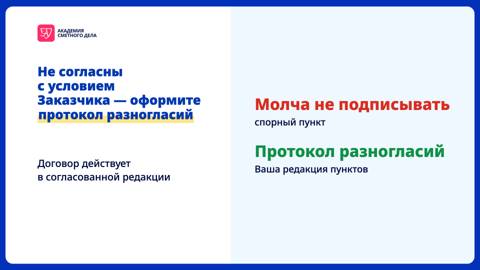 АКАДЕМИЯ
СМЕТНОГО ДЕЛА
Не согласны
с условием
Заказчика — оформите
протокол разногласий
Договор действует
в согласованной редакции
Молча не подписывать
спорный пункт
Протокол разногласий
Ваша редакция пунктов